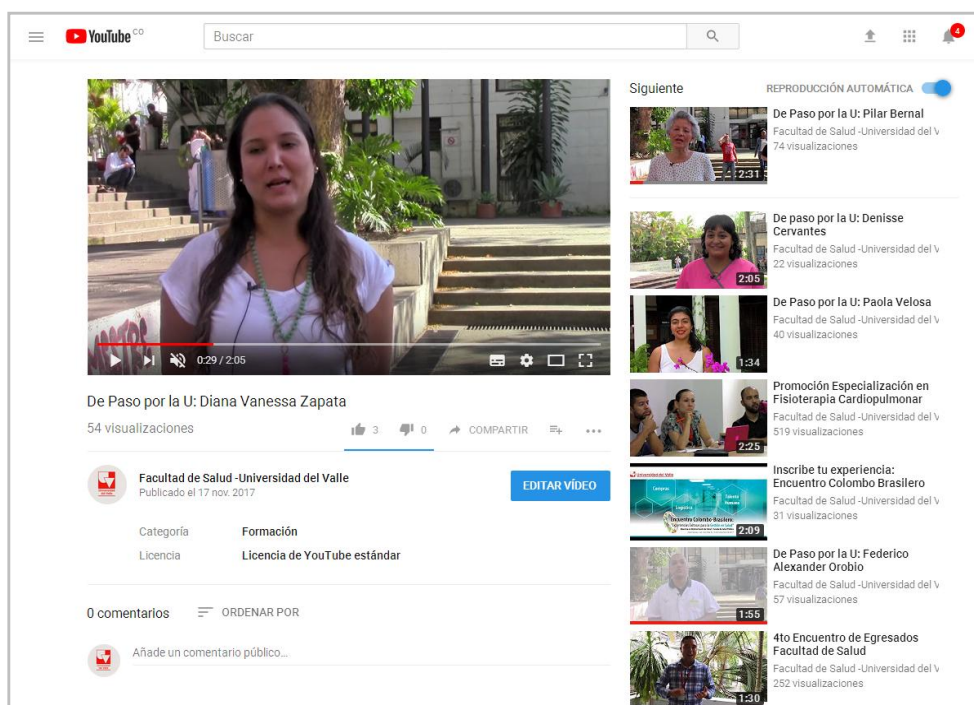 YouTube CO
Buscar
4
0:29 / 2:05
De Paso por la U: Diana Vanessa Zapata
54 visualizaciones
3
0
COMPARTIR
Facultad de Salud -Universidad del Valle
Publicado el 17 nov. 2017
EDITAR VÍDEO
Categoría Formación
Licencia Licencia de YouTube estándar
0 comentarios
ORDENAR POR
Añade un comentario público...
Siguiente
REPRODUCCIÓN AUTOMÁTICA
2:31
De Paso por la U: Pilar Bernal
Facultad de Salud -Universidad del V
74 visualizaciones
2:05
De paso por la U: Denisse
Cervantes
Facultad de Salud -Universidad del V
22 visualizaciones
1:34
De Paso por la U: Paola Velosa
Facultad de Salud -Universidad del V
40 visualizaciones
2:25
Promoción Especialización en
Fisioterapia Cardiopulmonar
Facultad de Salud -Universidad del V
519 visualizaciones
Encuentro Colombo-Brasilero:
2:09
Inscribe tu experiencia:
Encuentro Colombo Brasilero
Facultad de Salud -Universidad del V
31 visualizaciones
1:55
De Paso por la U: Federico
Alexander Orobio
Facultad de Salud -Universidad del V
57 visualizaciones
1:30
4to Encuentro de Egresados
Facultad de Salud
Facultad de Salud -Universidad del V
252 visualizaciones